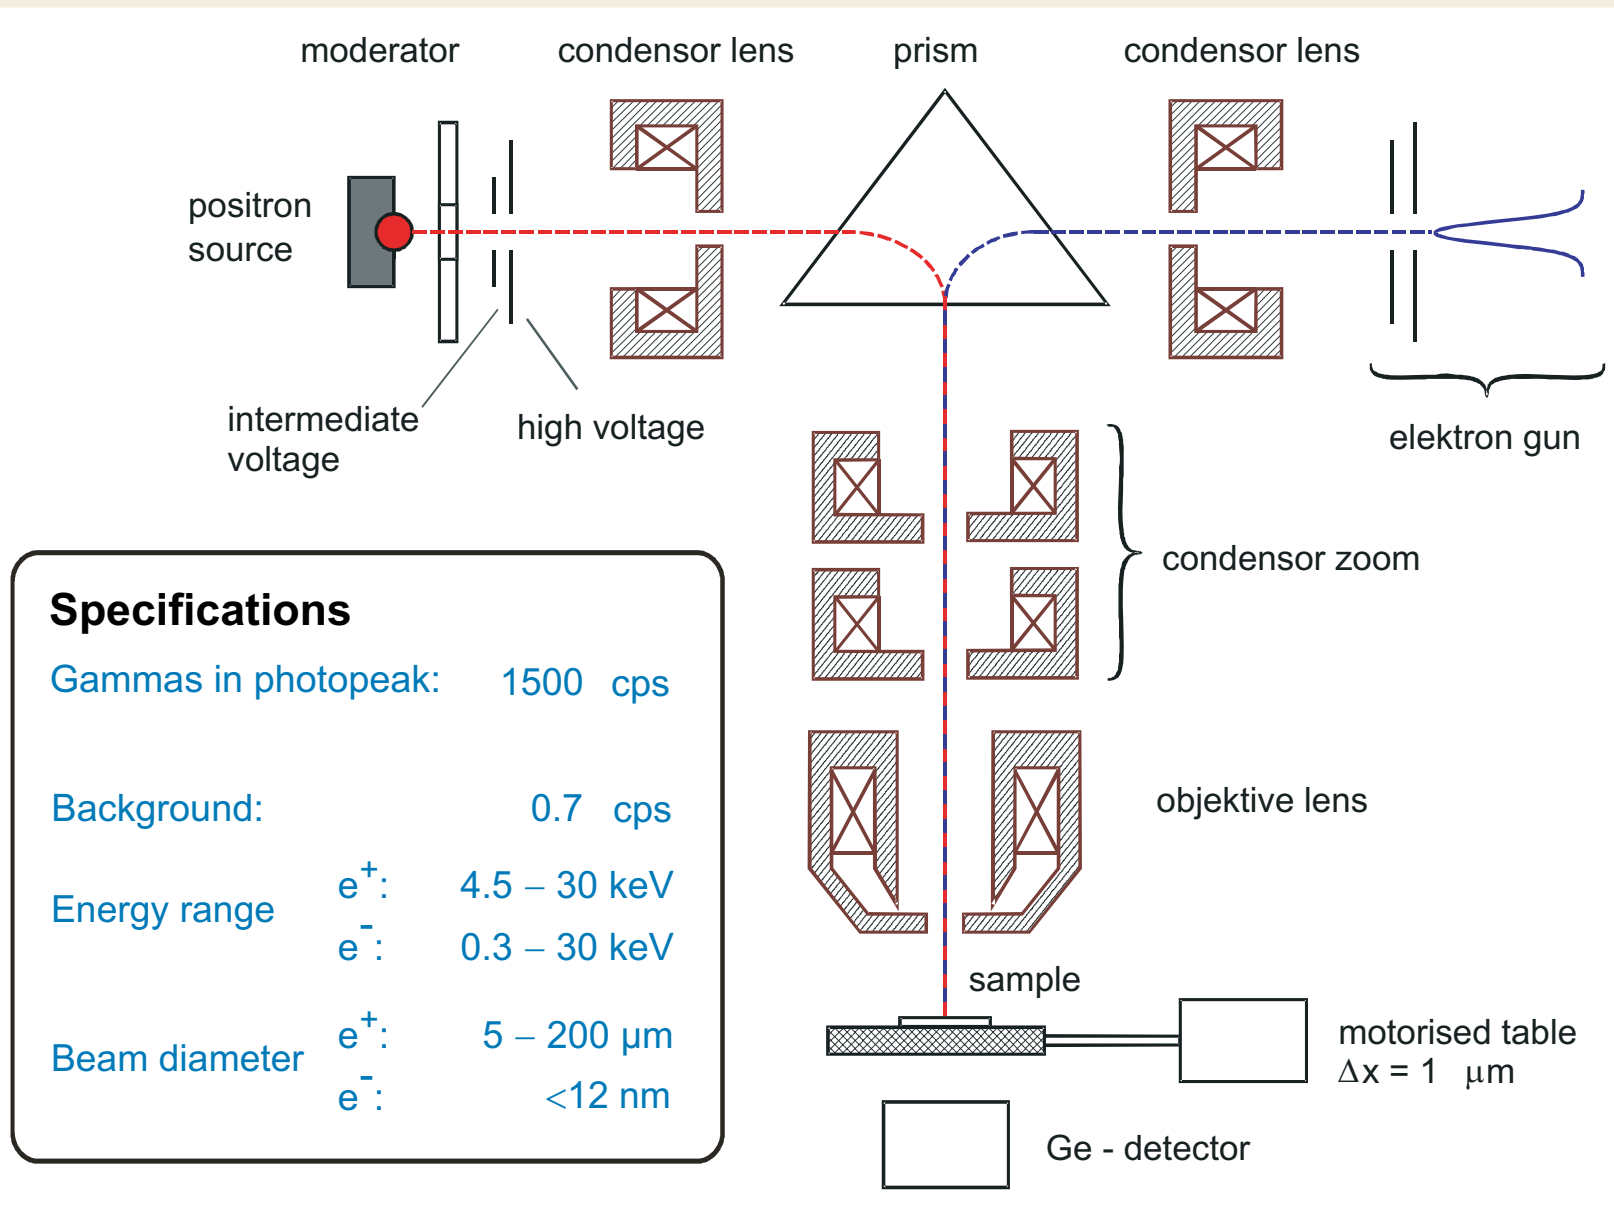 moderator
condensor lens
prism
condensor lens
positron
source
intermediate
voltage
high voltage
elektron gun
condensor zoom
Specifications
Gammas in photopeak: 1500 cps
Background: 0.7 cps
Energy range
e+: 4.5 – 30 keV
e-: 0.3 – 30 keV
Beam diameter
e+: 5 – 200 µm
e-: <12 nm
objektive lens
sample
motorised table
Δx = 1 µm
Ge - detector